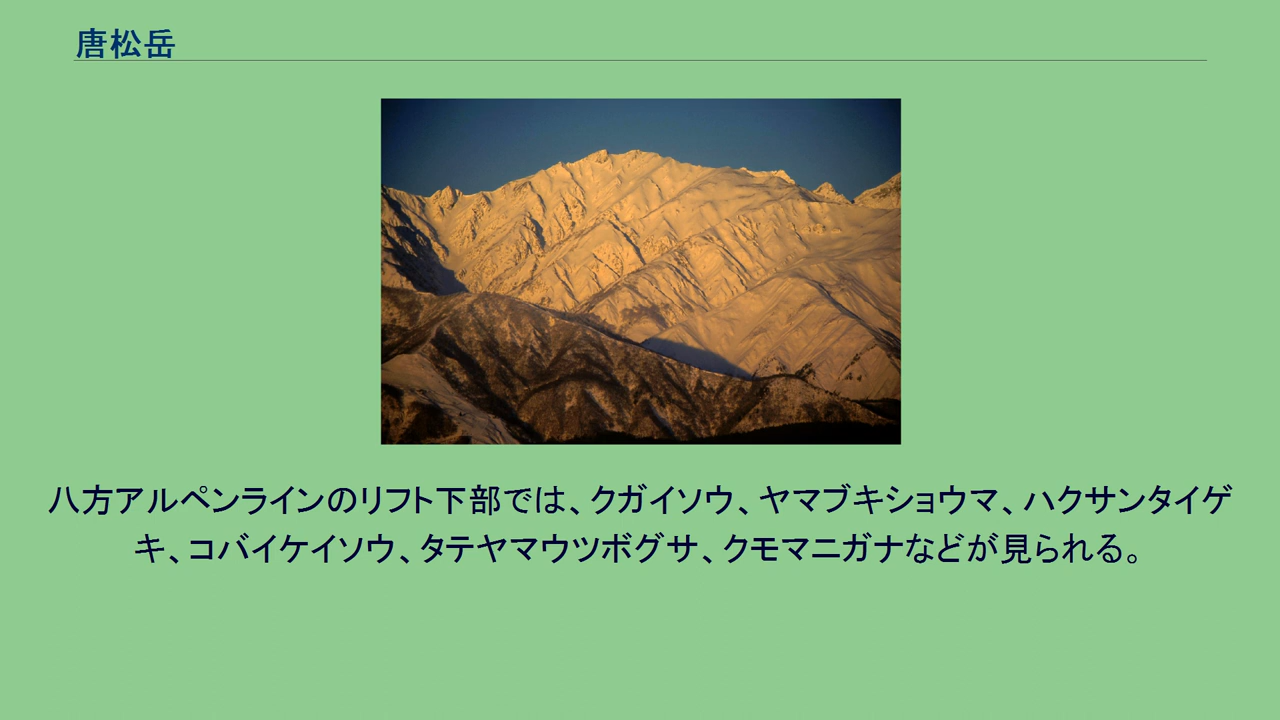 唐松岳
八方アルペンラインのリフト下部では、クガイソウ、ヤマブキショウマ、ハクサンタイゲ
キ、コバイケイソウ、タテヤマウツボグサ、クモマニガナなどが見られる。